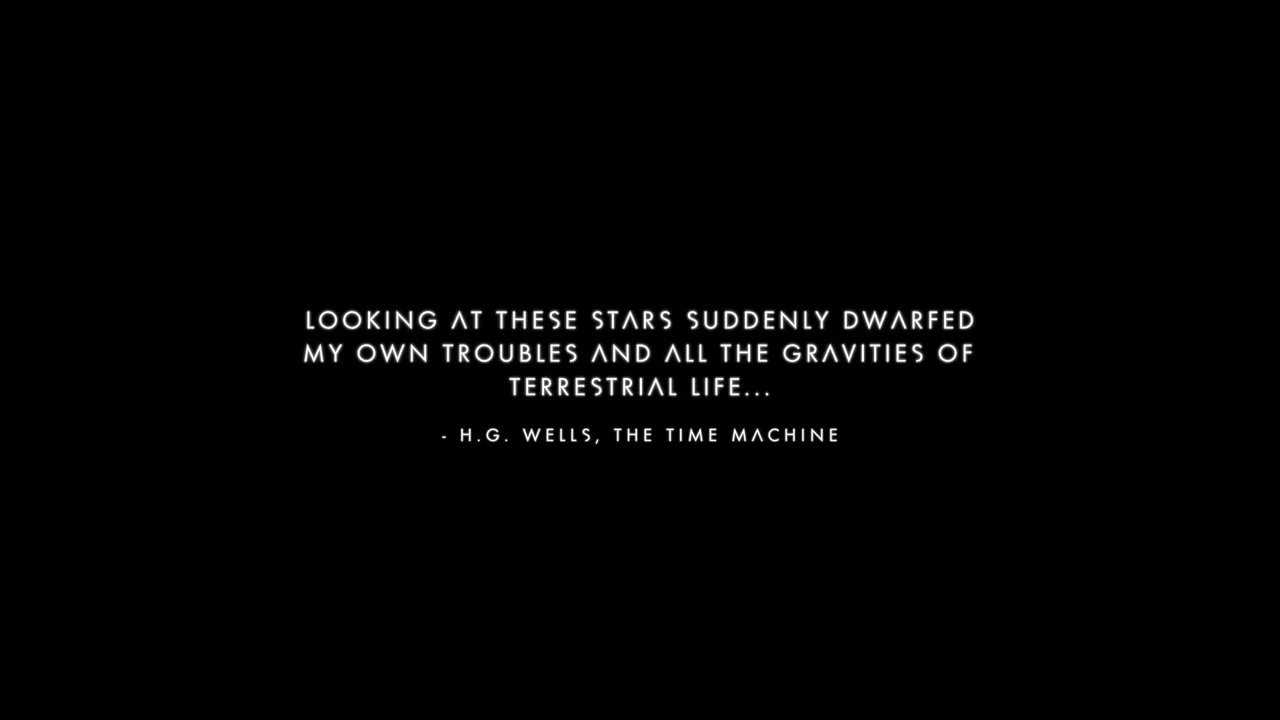 LOOKING AT THESE STARS SUDDENLY DWARFED
MY OWN TROUBLES AND ALL THE GRAVITIES OF
TERRESTRIAL LIFE...
- H.G. WELLS, THE TIME MACHINE